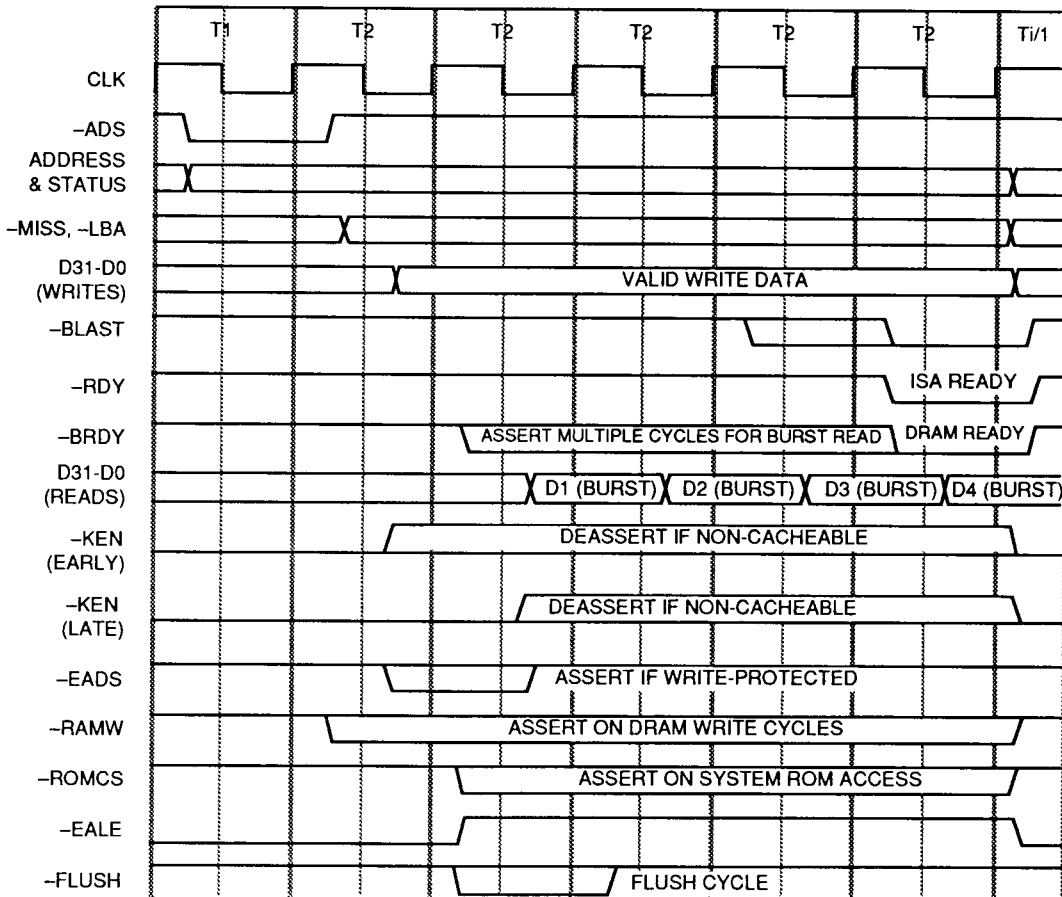 T1 T2 T2 T2 T2 T2 Ti/1
CLK
–ADS
ADDRESS
& STATUS
–MISS, –LBA
D31-D0
(WRITES)
VALID WRITE DATA
–BLAST
–RDY
ISA READY
–BRDY
ASSERT MULTIPLE CYCLES FOR BURST READ
DRAM READY
D31-D0
(READS)
D1 (BURST) D2 (BURST) D3 (BURST) D4 (BURST)
–KEN
(EARLY)
DEASSERT IF NON-CACHEABLE
–KEN
(LATE)
DEASSERT IF NON-CACHEABLE
–EADS
ASSERT IF WRITE-PROTECTED
–RAMW
ASSERT ON DRAM WRITE CYCLES
–ROMCS
ASSERT ON SYSTEM ROM ACCESS
–EALE
–FLUSH
FLUSH CYCLE